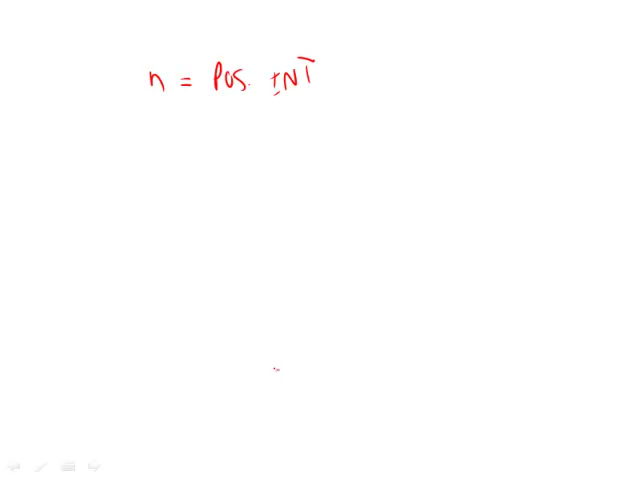 n = POS. INT